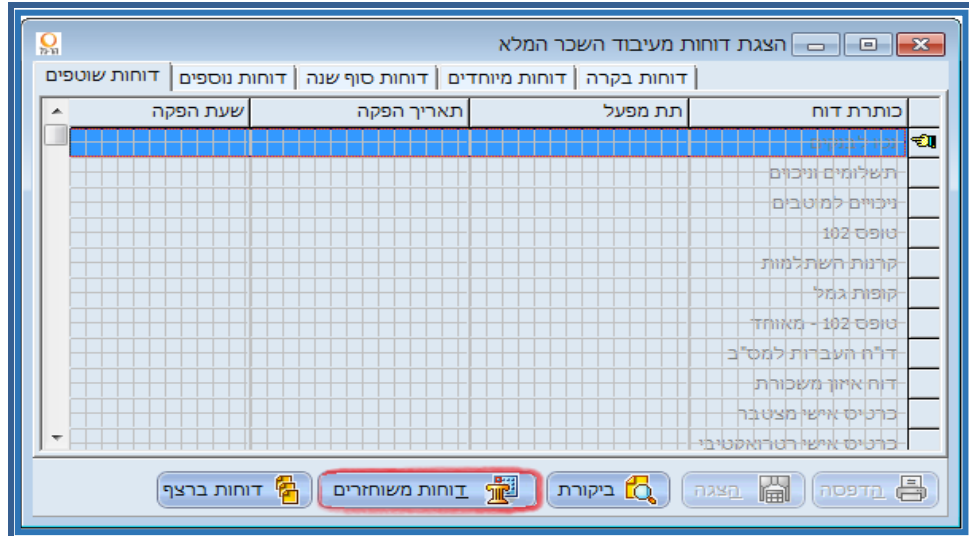 הצגת דוחות מעיבוד השכר המלא
דוחות שוטפים | דוחות נוספים | דוחות סוף שנה | דוחות מיוחדים | דוחות בקרה
כותרת דוח | תת מפעל | תאריך הפקה | שעת הפקה
תשלומים וניכוים
ניכויים למוטבים
טופס 102
קרנות השתלמות
קופות גמל
טופס 102 - מאוחד
דו"ח העברות למס"ב
דוח איזון משכורת
כרטיס אישי מצטבר
כרטיס אישי רטרואקטיבי
הדפסה | הצגה | ביקורת | דוחות משוחזרים | דוחות ברצף